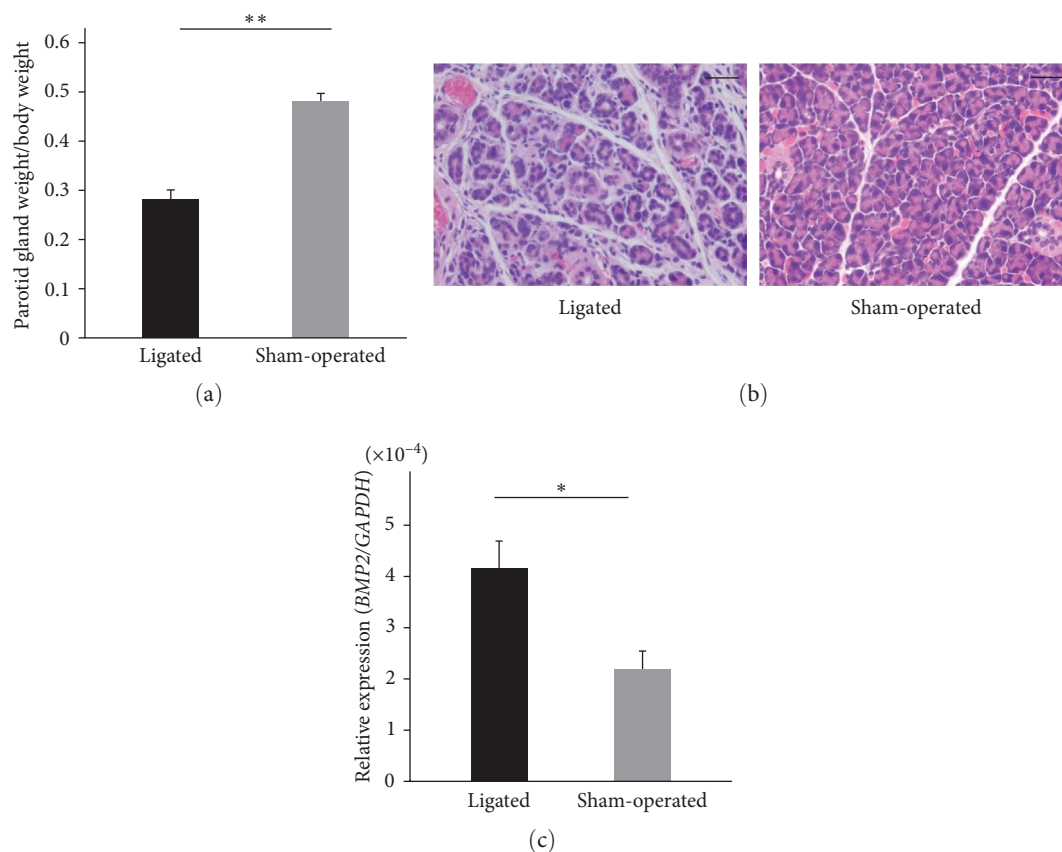 **
Parotid gland weight/body weight
0.6
0.5
0.4
0.3
0.2
0.1
0
Ligated
Sham-operated
(a)
Ligated
Sham-operated
(b)
(×10⁻⁴)
*
Relative expression (BMP2/GAPDH)
5
4
3
2
1
0
Ligated
Sham-operated
(c)